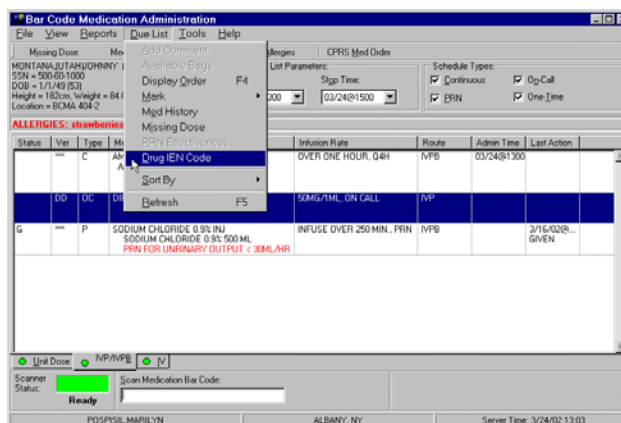 Bar Code Medication Administration
File View Reports Due List Tools Help
Missing Dose Allergies CPRS Med Order
Add Comment
Available Bags
Display Order F4
Mark
Med History
Missing Dose
PRN Effectiveness
Drug IEN Code
Sort By
Refresh F5
SSN = 500-60-1000
DOB = 1/1/49 (53)
Height = 182cm, Weight = 84.
Location = BCMA 404-2
List Parameters:
Stop Time:
03/24@1500
Schedule Types:
Continuous On-Call
PRN One-Time
ALLERGIES: strawberries
Status Ver Type Infusion Rate Route Admin Time Last Action
*** C AM OVER ONE HOUR, Q4H IVPB 03/24@1300
DD OC 50MG/1ML, ON CALL IVP
G *** P SODIUM CHLORIDE 0.9% INJ INFUSE OVER 250 MIN., PRN IVPB 3/16/02@...
SODIUM CHLORIDE 0.9% 500 ML GIVEN
PRN FOR UNRINARY OUTPUT < 30ML/HR
Unit Dose IVP/IVPB IV
Scanner Status: Ready
Scan Medication Bar Code:
POSPISIL,MARILYN ALBANY, NY Server Time: 3/24/02 13:03